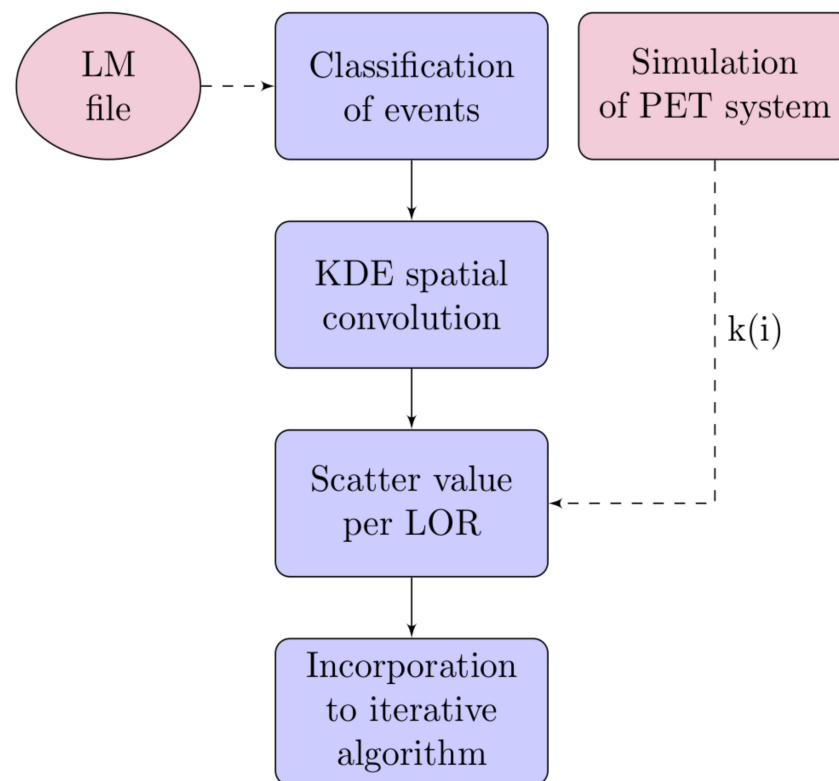 LM
file
Classification
of events
Simulation
of PET system
KDE spatial
convolution
k(i)
Scatter value
per LOR
Incorporation
to iterative
algorithm